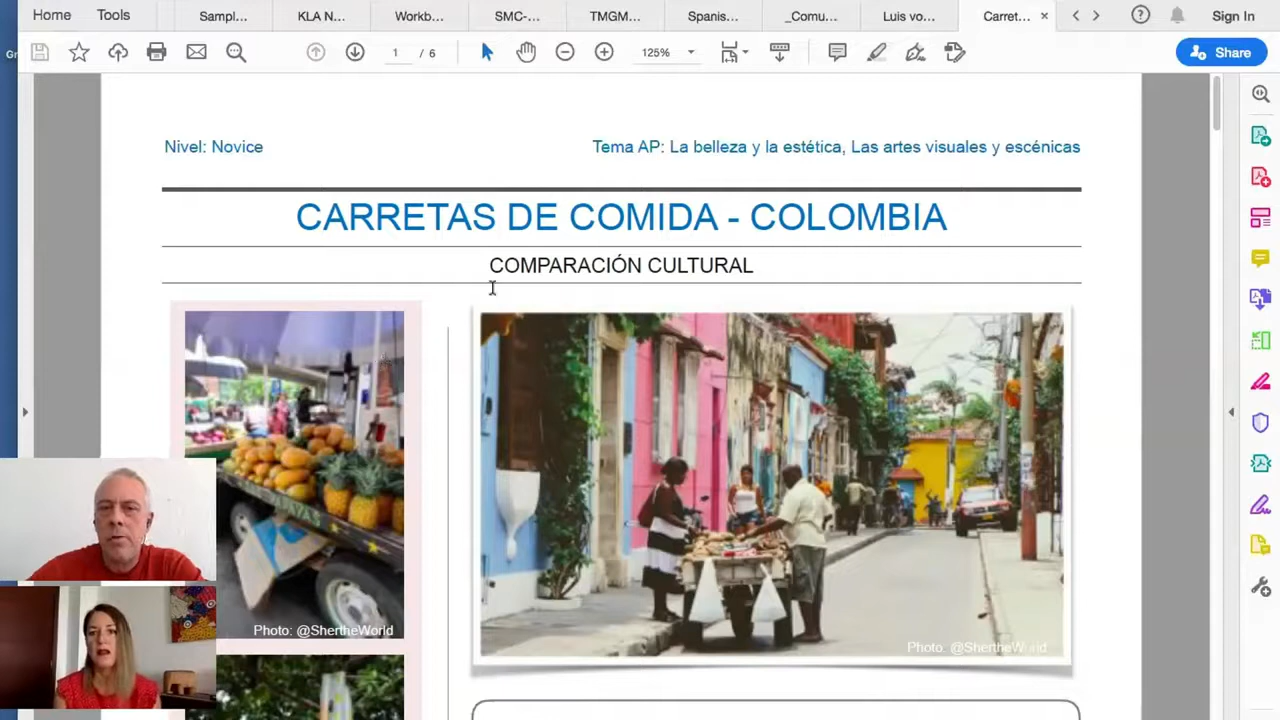 Home Tools Sampl... KLA N... Workb... SMC-... TMGM... Spanis... _Comu... Luis vo... Carret... Sign In
1 / 6 125% Share
Nivel: Novice
Tema AP: La belleza y la estética, Las artes visuales y escénicas
CARRETAS DE COMIDA - COLOMBIA
COMPARACIÓN CULTURAL
Photo: @ShertheWorld
Photo: @ShertheWorld